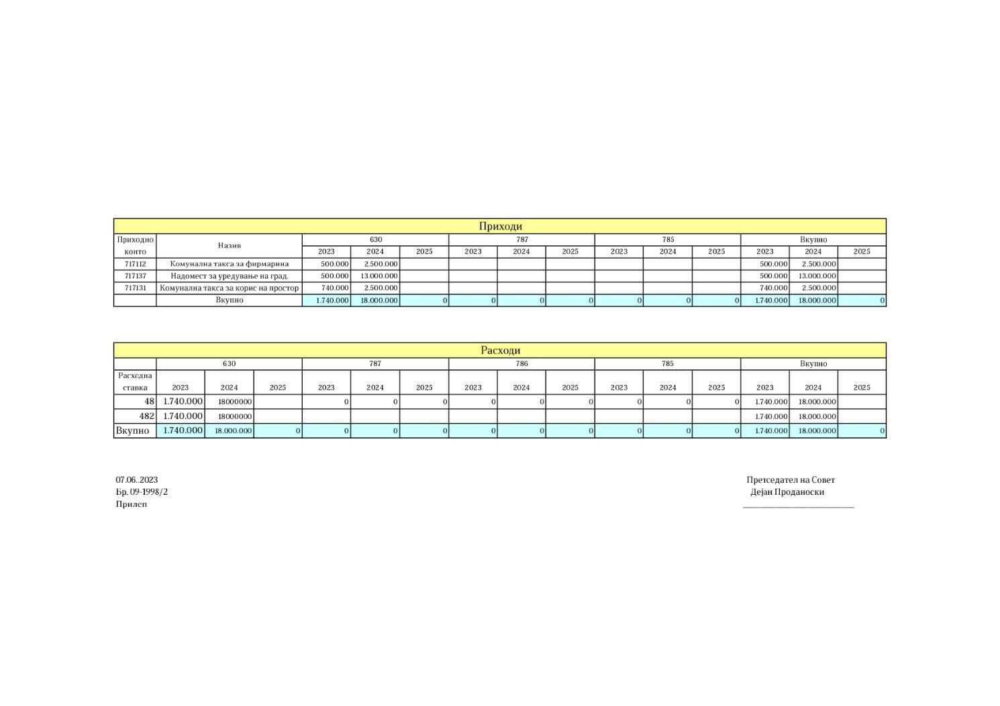 Приходи
Приходно конто Назив 630 787 785 Вкупно
2023 2024 2025 2023 2024 2025 2023 2024 2025 2023 2024 2025
717112 Комунална такса за фирмарина 500.000 2.500.000 500.000 2.500.000
717137 Надомест за уредување на град. 500.000 13.000.000 500.000 13.000.000
717131 Комунална такса за корис на простор 740.000 2.500.000 740.000 2.500.000
Вкупно 1.740.000 18.000.000 0 0 0 0 0 0 0 1.740.000 18.000.000 0
Расходи
630 787 786 785 Вкупно
Расходна ставка 2023 2024 2025 2023 2024 2025 2023 2024 2025 2023 2024 2025 2023 2024 2025
48 1.740.000 18000000 0 0 0 0 0 0 0 0 0 1.740.000 18.000.000
482 1.740.000 18000000 1.740.000 18.000.000
Вкупно 1.740.000 18.000.000 0 0 0 0 0 0 0 0 0 0 1.740.000 18.000.000 0
07.06..2023 Претседател на Совет
Бр. 09-1998/2 Дејан Проданоски
Прилеп